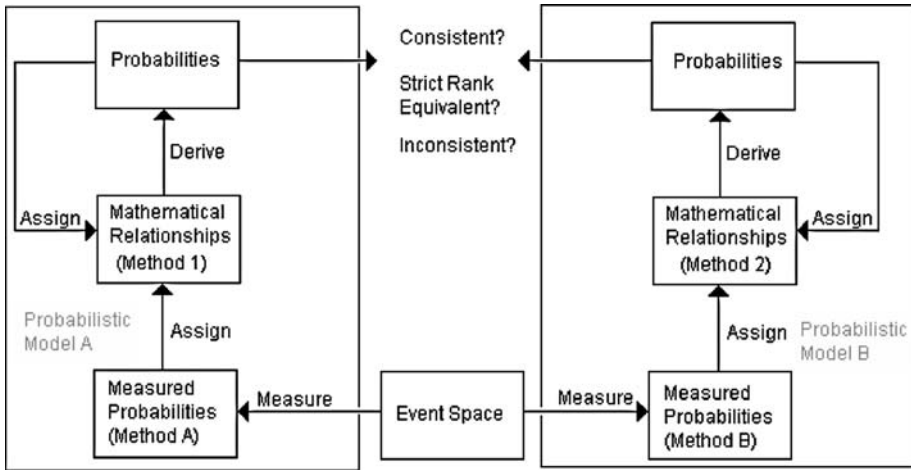 Probabilities
Derive
Assign
Mathematical
Relationships
(Method 1)
Probabilistic
Model A
Assign
Measured
Probabilities
(Method A)
Measure
Consistent?
Strict Rank
Equivalent?
Inconsistent?
Event Space
Probabilities
Derive
Mathematical
Relationships
(Method 2)
Assign
Assign
Probabilistic
Model B
Measure
Measured
Probabilities
(Method B)